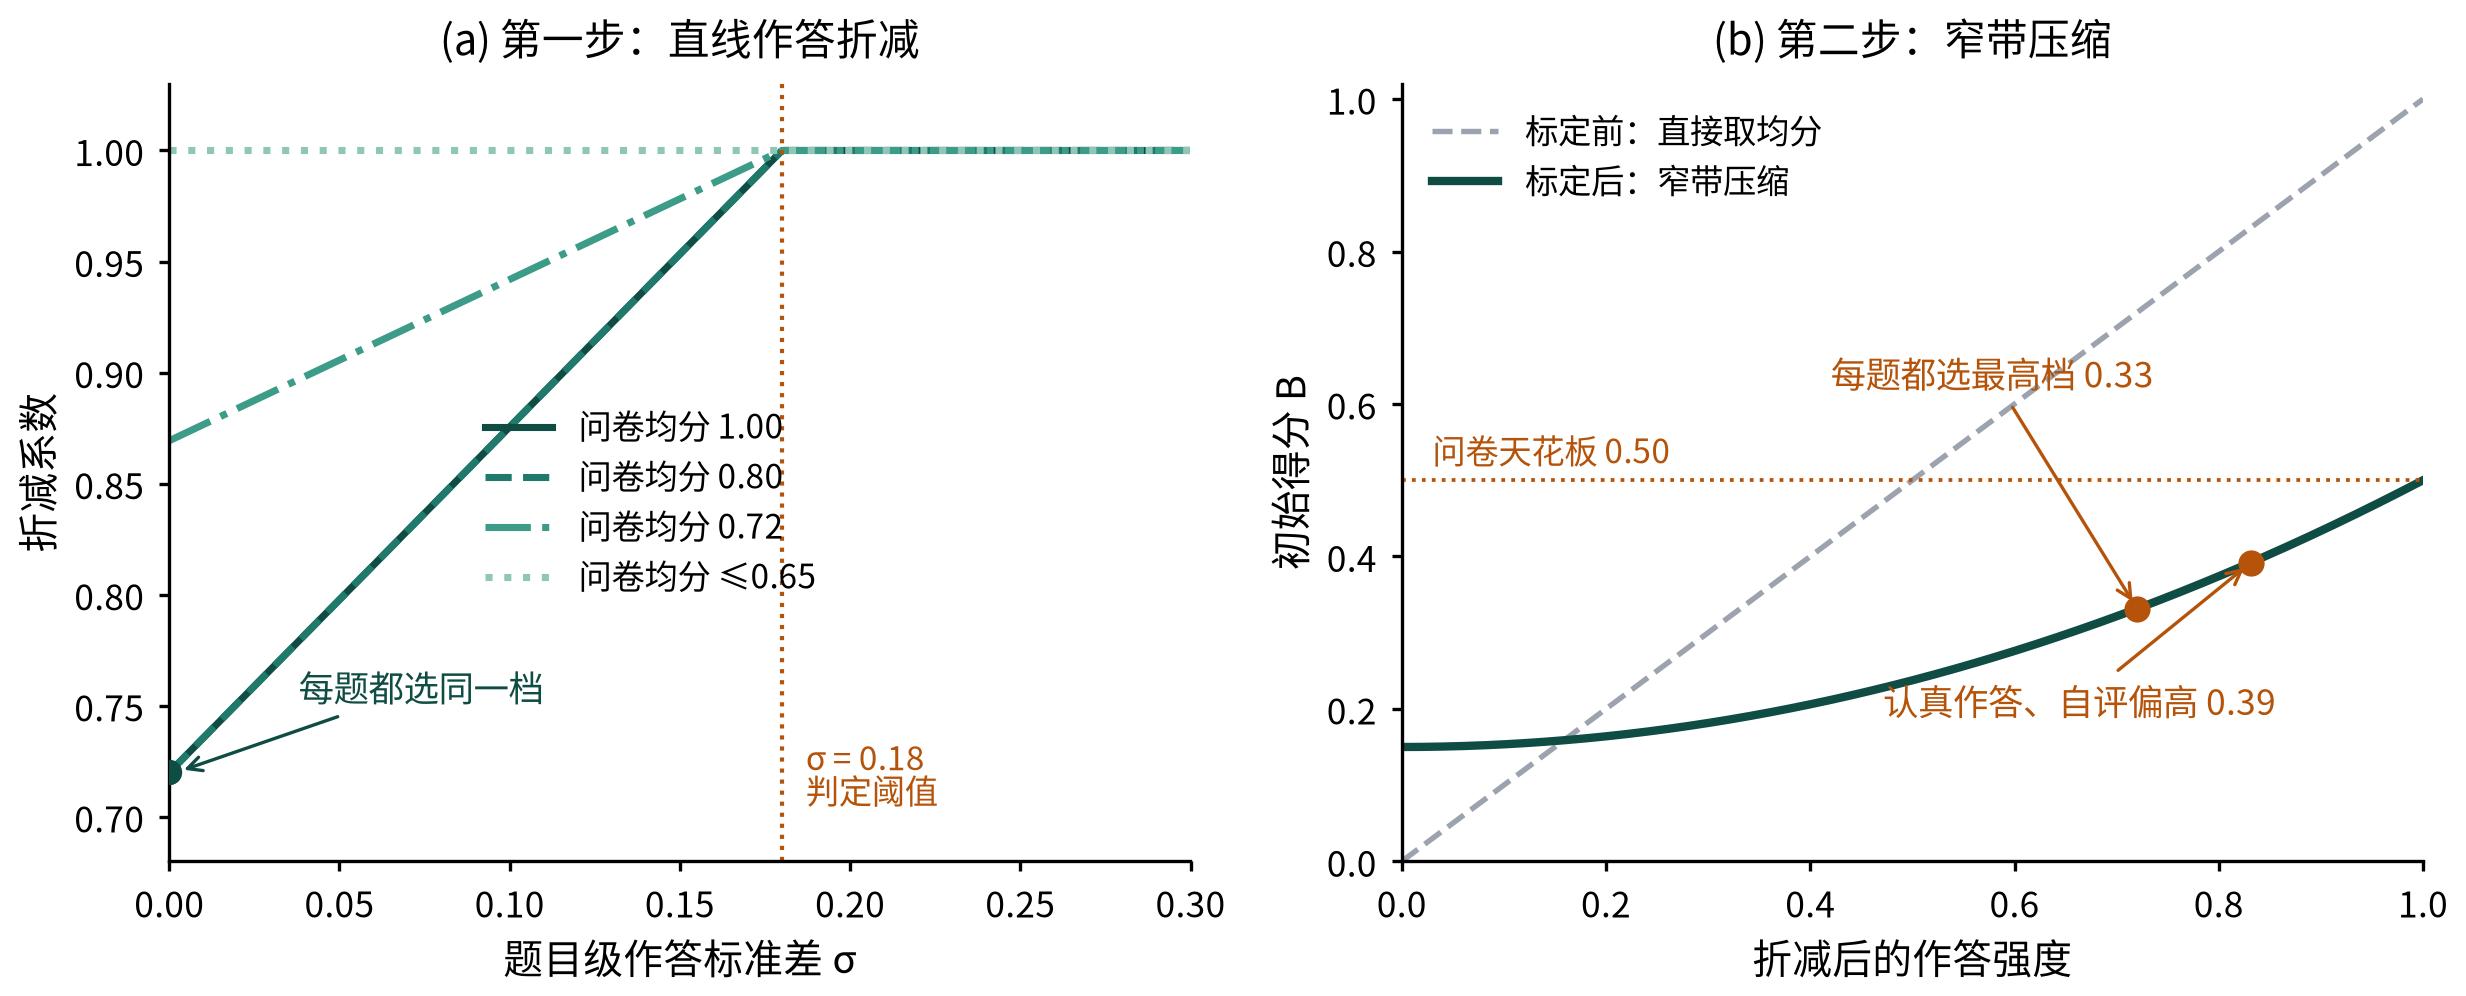 (a) 第一步：直线作答折减
折减系数
1.00
0.95
0.90
0.85
0.80
0.75
0.70
问卷均分 1.00
问卷均分 0.80
问卷均分 0.72
问卷均分 ≤0.65
每题都选同一档
σ = 0.18
判定阈值
0.00 0.05 0.10 0.15 0.20 0.25 0.30
题目级作答标准差 σ
(b) 第二步：窄带压缩
初始得分 B
1.0
0.8
0.6
0.4
0.2
0.0
标定前：直接取均分
标定后：窄带压缩
每题都选最高档 0.33
问卷天花板 0.50
认真作答、自评偏高 0.39
0.0 0.2 0.4 0.6 0.8 1.0
折减后的作答强度